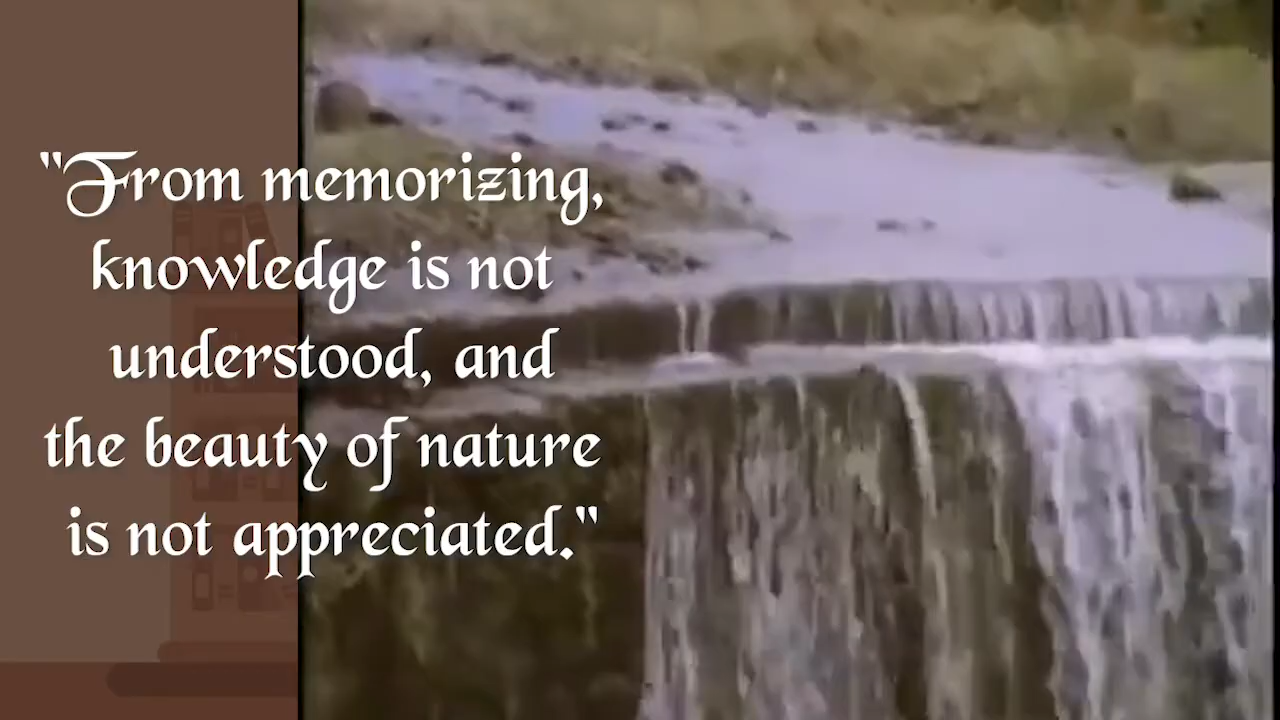 "From memorizing,
knowledge is not
understood, and
the beauty of nature
is not appreciated."